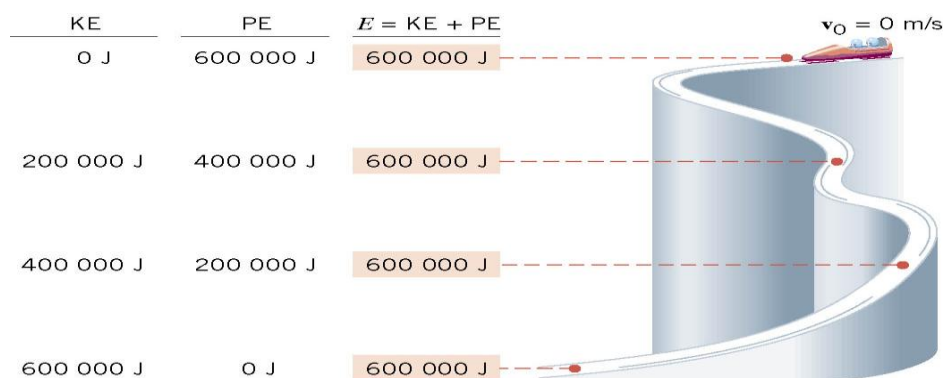 KE PE E = KE + PE v₀ = 0 m/s
0 J 600 000 J 600 000 J
200 000 J 400 000 J 600 000 J
400 000 J 200 000 J 600 000 J
600 000 J 0 J 600 000 J